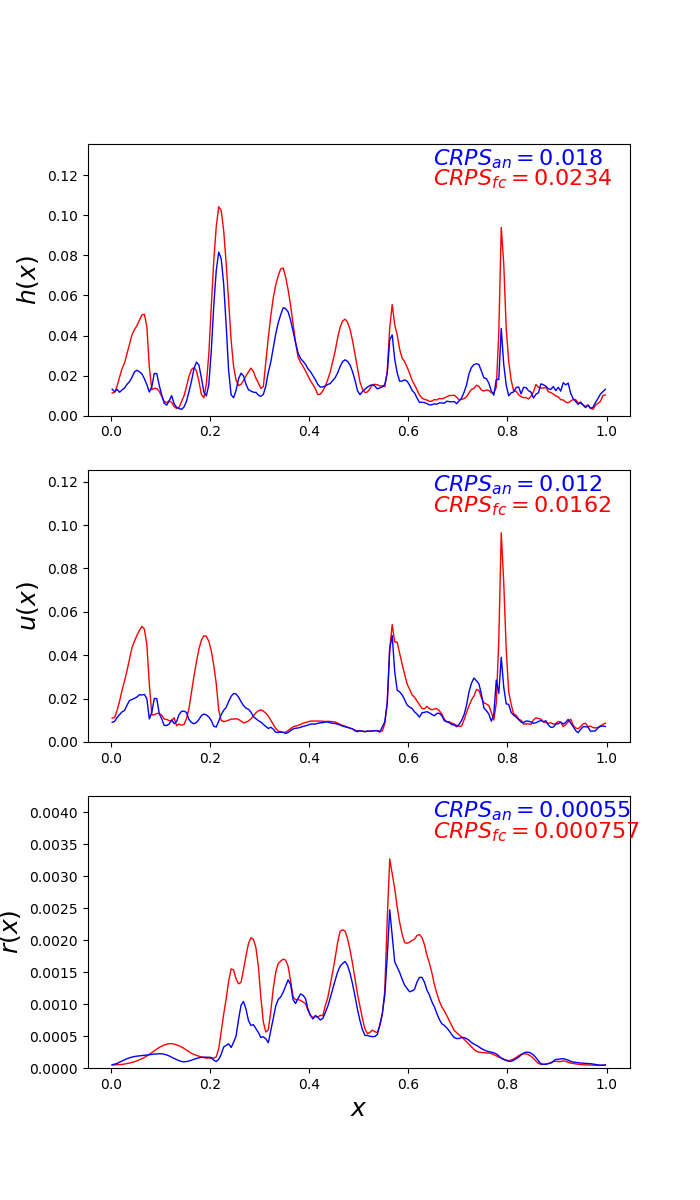 CRPS_an = 0.018
CRPS_fc = 0.0234
0.12
0.10
0.08
0.06
0.04
0.02
0.00
h(x)
0.0 0.2 0.4 0.6 0.8 1.0
CRPS_an = 0.012
CRPS_fc = 0.0162
0.12
0.10
0.08
0.06
0.04
0.02
0.00
u(x)
0.0 0.2 0.4 0.6 0.8 1.0
CRPS_an = 0.00055
CRPS_fc = 0.000757
0.0040
0.0035
0.0030
0.0025
0.0020
0.0015
0.0010
0.0005
0.0000
r(x)
0.0 0.2 0.4 0.6 0.8 1.0
x